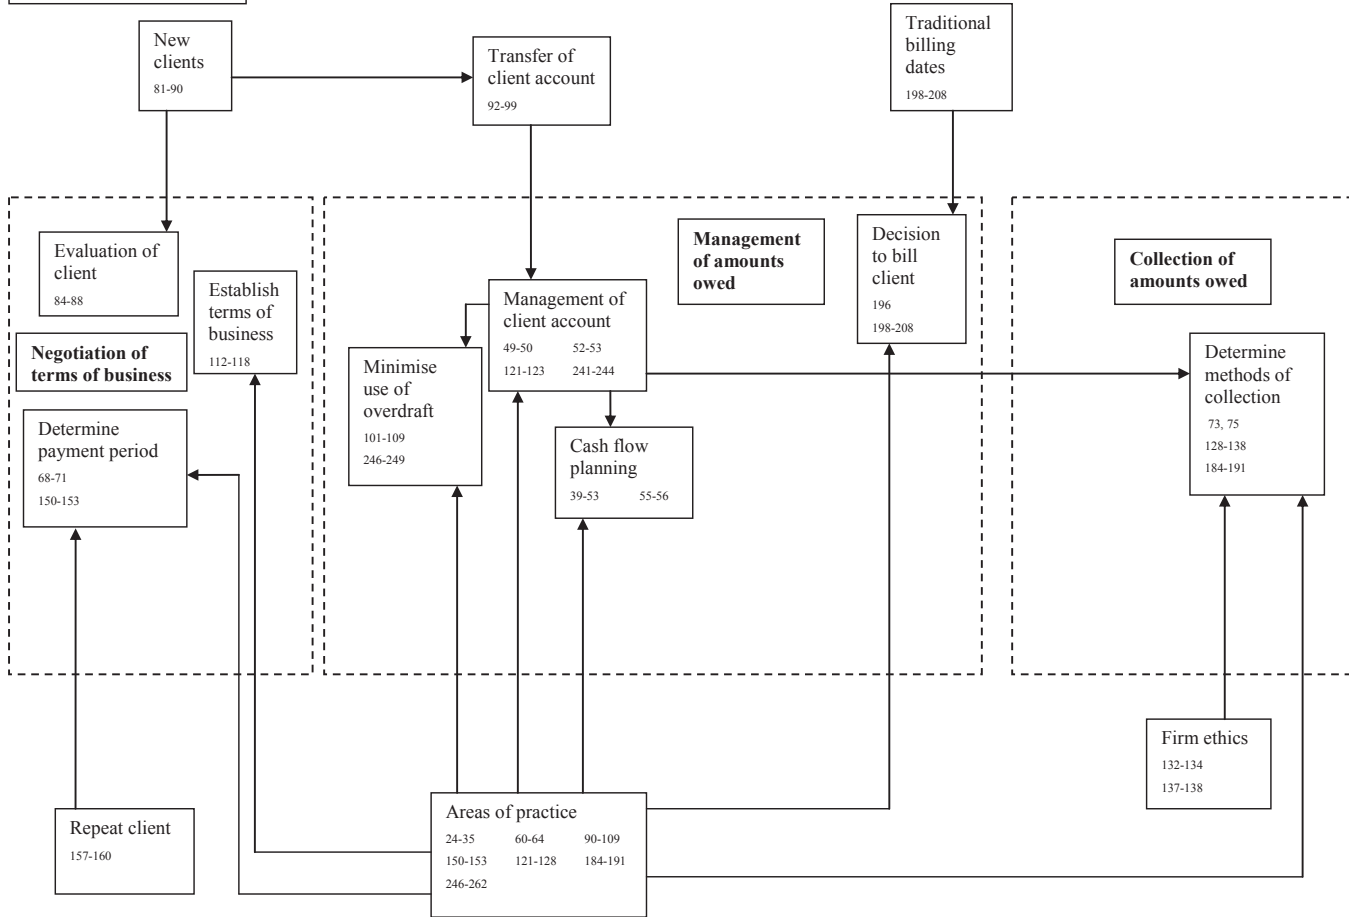 New
clients
81-90
Transfer of
client account
92-99
Traditional
billing
dates
198-208
Evaluation of
client
84-88
Establish
terms of
business
112-118
Negotiation of
terms of business
Determine
payment period
68-71
150-153
Management
of amounts
owed
Management of
client account
49-50 52-53
121-123 241-244
Minimise
use of
overdraft
101-109
246-249
Cash flow
planning
39-53 55-56
Decision
to bill
client
196
198-208
Collection of
amounts owed
Determine
methods of
collection
73, 75
128-138
184-191
Firm ethics
132-134
137-138
Repeat client
157-160
Areas of practice
24-35 60-64 90-109
150-153 121-128 184-191
246-262